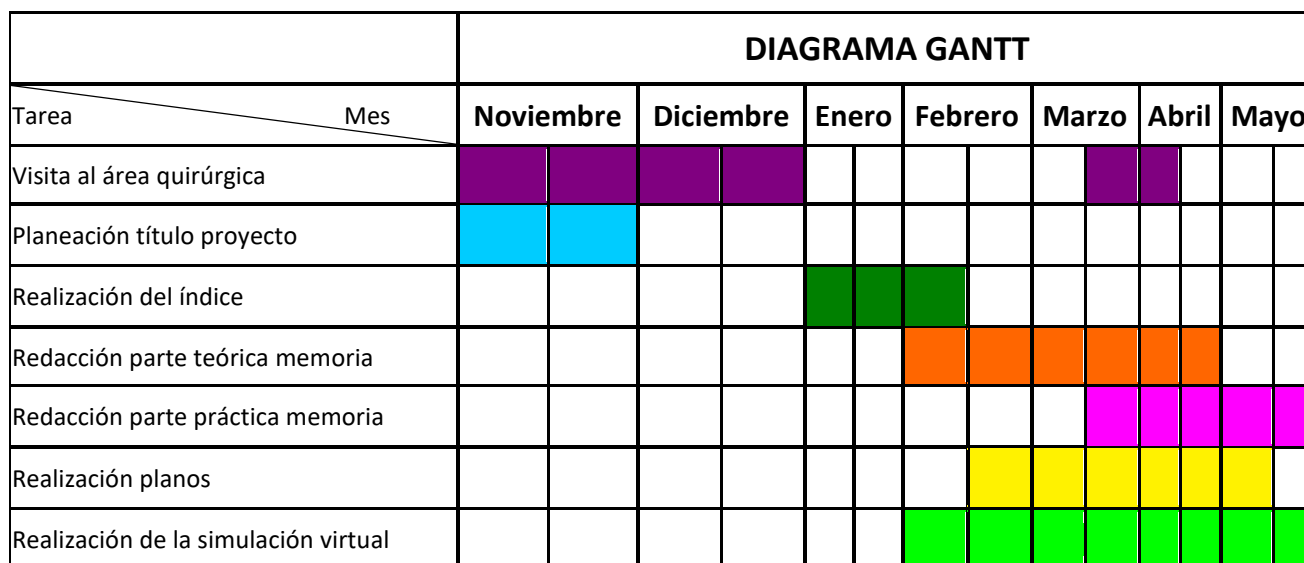 DIAGRAMA GANTT
Tarea Mes Noviembre Diciembre Enero Febrero Marzo Abril Mayo
Visita al área quirúrgica
Planeación título proyecto
Realización del índice
Redacción parte teórica memoria
Redacción parte práctica memoria
Realización planos
Realización de la simulación virtual